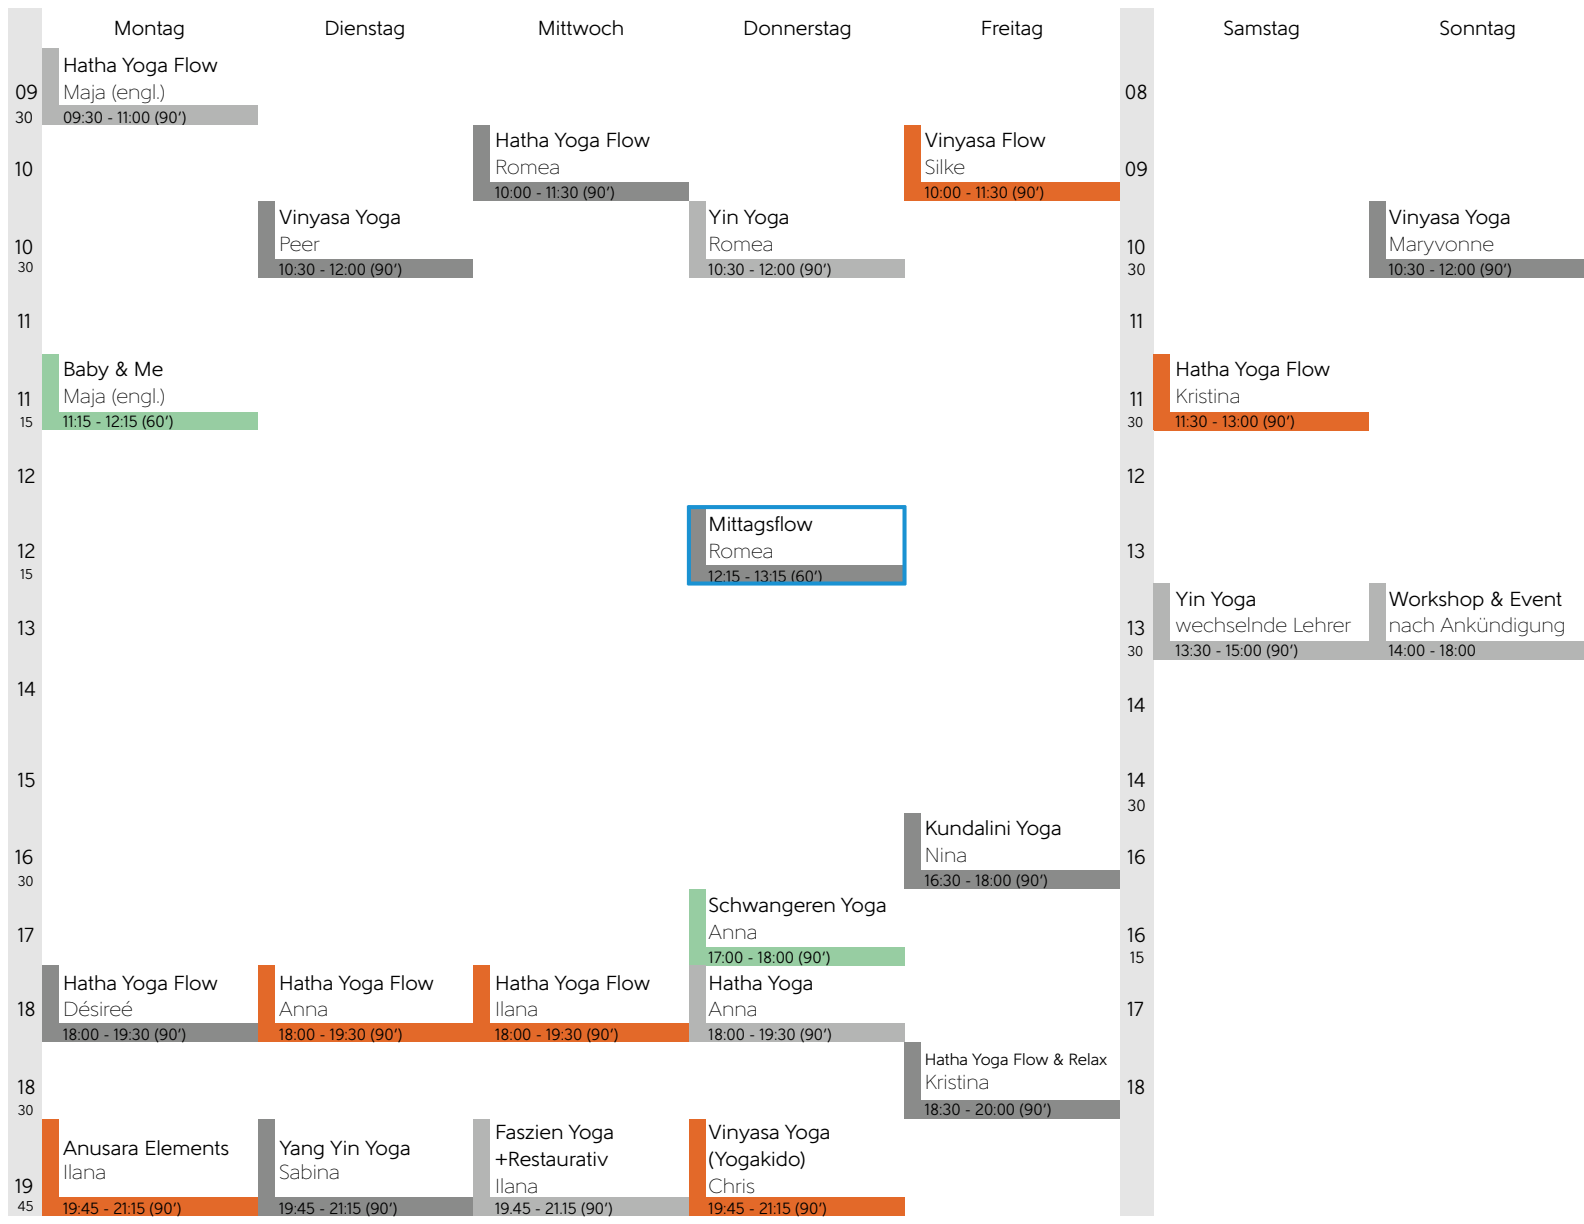 Montag
Dienstag
Mittwoch
Donnerstag
Freitag
Samstag
Sonntag
Hatha Yoga Flow
Maja (engl.)
09:30 - 11:00 (90')
09
30
08
Hatha Yoga Flow
Romea
10:00 - 11:30 (90')
Vinyasa Flow
Silke
10:00 - 11:30 (90')
10
09
Vinyasa Yoga
Peer
10:30 - 12:00 (90')
Yin Yoga
Romea
10:30 - 12:00 (90')
Vinyasa Yoga
Maryvonne
10:30 - 12:00 (90')
10
30
10
30
11
11
Baby & Me
Maja (engl.)
11:15 - 12:15 (60')
Hatha Yoga Flow
Kristina
11:30 - 13:00 (90')
11
15
11
30
12
12
Mittagsflow
Romea
12:15 - 13:15 (60')
12
15
13
Yin Yoga
wechselnde Lehrer
13:30 - 15:00 (90')
Workshop & Event
nach Ankündigung
14:00 - 18:00
13
13
30
14
14
15
14
30
Kundalini Yoga
Nina
16:30 - 18:00 (90')
16
30
16
Schwangeren Yoga
Anna
17:00 - 18:00 (90')
17
16
15
Hatha Yoga Flow
Désireé
18:00 - 19:30 (90')
Hatha Yoga Flow
Anna
18:00 - 19:30 (90')
Hatha Yoga Flow
Ilana
18:00 - 19:30 (90')
Hatha Yoga
Anna
18:00 - 19:30 (90')
18
17
Hatha Yoga Flow & Relax
Kristina
18:30 - 20:00 (90')
18
30
18
Anusara Elements
Ilana
19:45 - 21:15 (90')
Yang Yin Yoga
Sabina
19:45 - 21:15 (90')
Faszien Yoga
+Restaurativ
Ilana
19.45 - 21.15 (90')
Vinyasa Yoga
(Yogakido)
Chris
19:45 - 21:15 (90')
19
45